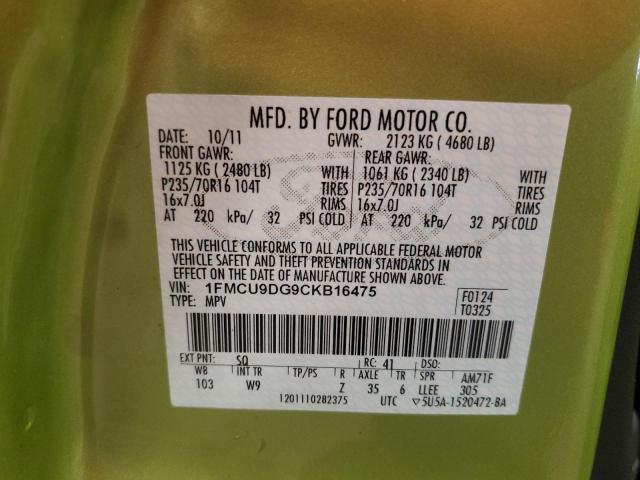 MFD. BY FORD MOTOR CO.
DATE: 10/11 GVWR: 2123 KG ( 4680 LB)
FRONT GAWR: REAR GAWR:
1125 KG ( 2480 LB) WITH 1061 KG ( 2340 LB) WITH
P235/70R16 104T TIRES P235/70R16 104T TIRES
16x7.0J RIMS 16x7.0J RIMS
AT 220 kPa/ 32 PSI COLD AT 220 kPa/ 32 PSI COLD
THIS VEHICLE CONFORMS TO ALL APPLICABLE FEDERAL MOTOR
VEHICLE SAFETY AND THEFT PREVENTION STANDARDS IN
EFFECT ON THE DATE OF MANUFACTURE SHOWN ABOVE.
VIN: 1FMCU9DG9CKB16475 F0124
TYPE: MPV T0325
EXT PNT: SQ RC: 41 DSO:
WB INT TR TP/PS R AXLE TR SPR AM71F
103 W9 Z 35 6 LLEE 305
1201110282375 UTC ▽5U5A-1520472-BA